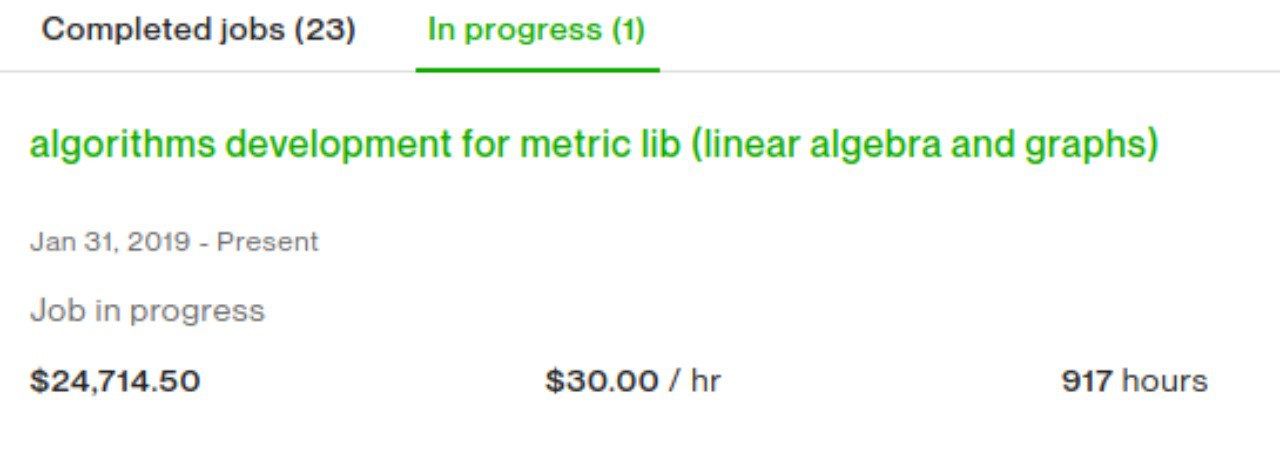 Completed jobs (23) In progress (1)
algorithms development for metric lib (linear algebra and graphs)
Jan 31, 2019 - Present
Job in progress
$24,714.50 $30.00 / hr 917 hours